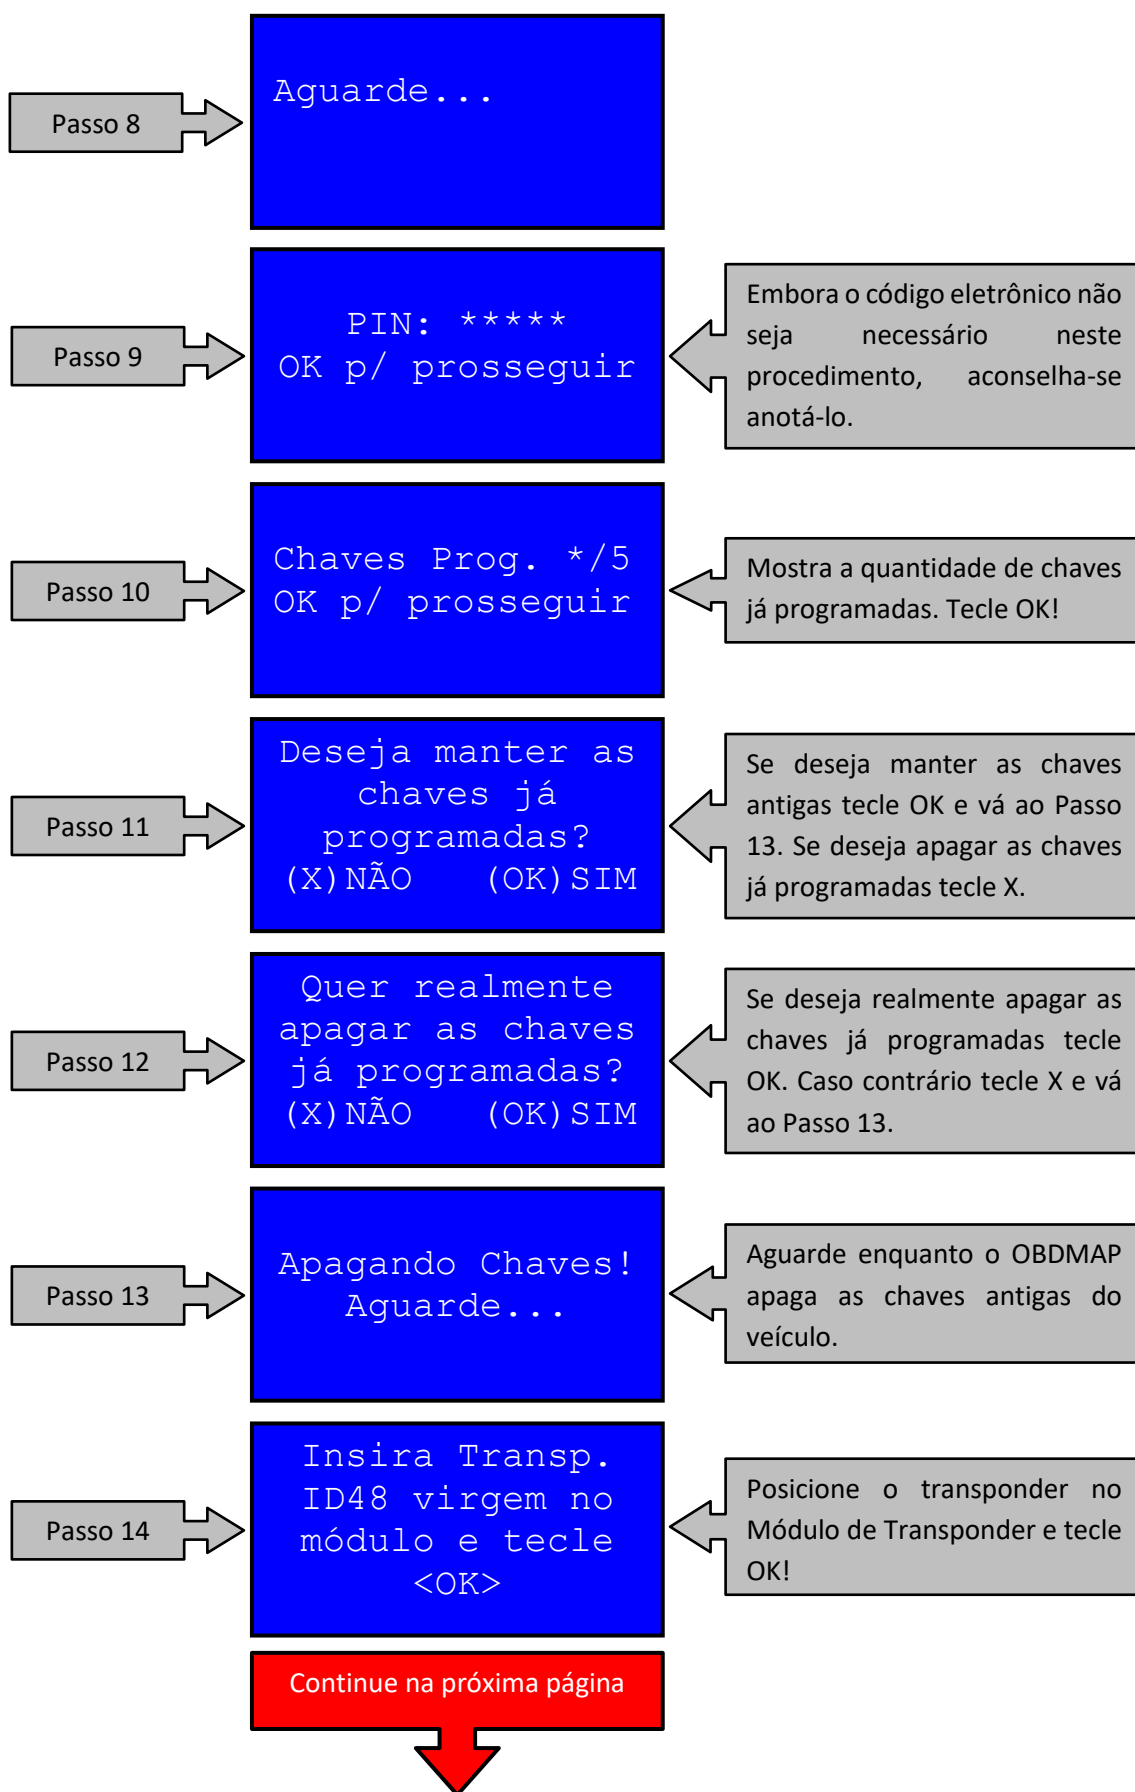 Passo 8
Aguarde...
Passo 9
PIN: *****
OK p/ prosseguir
Embora o código eletrônico não
seja necessário neste
procedimento, aconselha-se
anotá-lo.
Passo 10
Chaves Prog. */5
OK p/ prosseguir
Mostra a quantidade de chaves
já programadas. Tecle OK!
Passo 11
Deseja manter as
chaves já
programadas?
(X)NÃO (OK)SIM
Se deseja manter as chaves
antigas tecle OK e vá ao Passo
13. Se deseja apagar as chaves
já programadas tecle X.
Passo 12
Quer realmente
apagar as chaves
já programadas?
(X)NÃO (OK)SIM
Se deseja realmente apagar as
chaves já programadas tecle
OK. Caso contrário tecle X e vá
ao Passo 13.
Passo 13
Apagando Chaves!
Aguarde...
Aguarde enquanto o OBDMAP
apaga as chaves antigas do
veículo.
Passo 14
Insira Transp.
ID48 virgem no
módulo e tecle
<OK>
Posicione o transponder no
Módulo de Transponder e tecle
OK!
Continue na próxima página